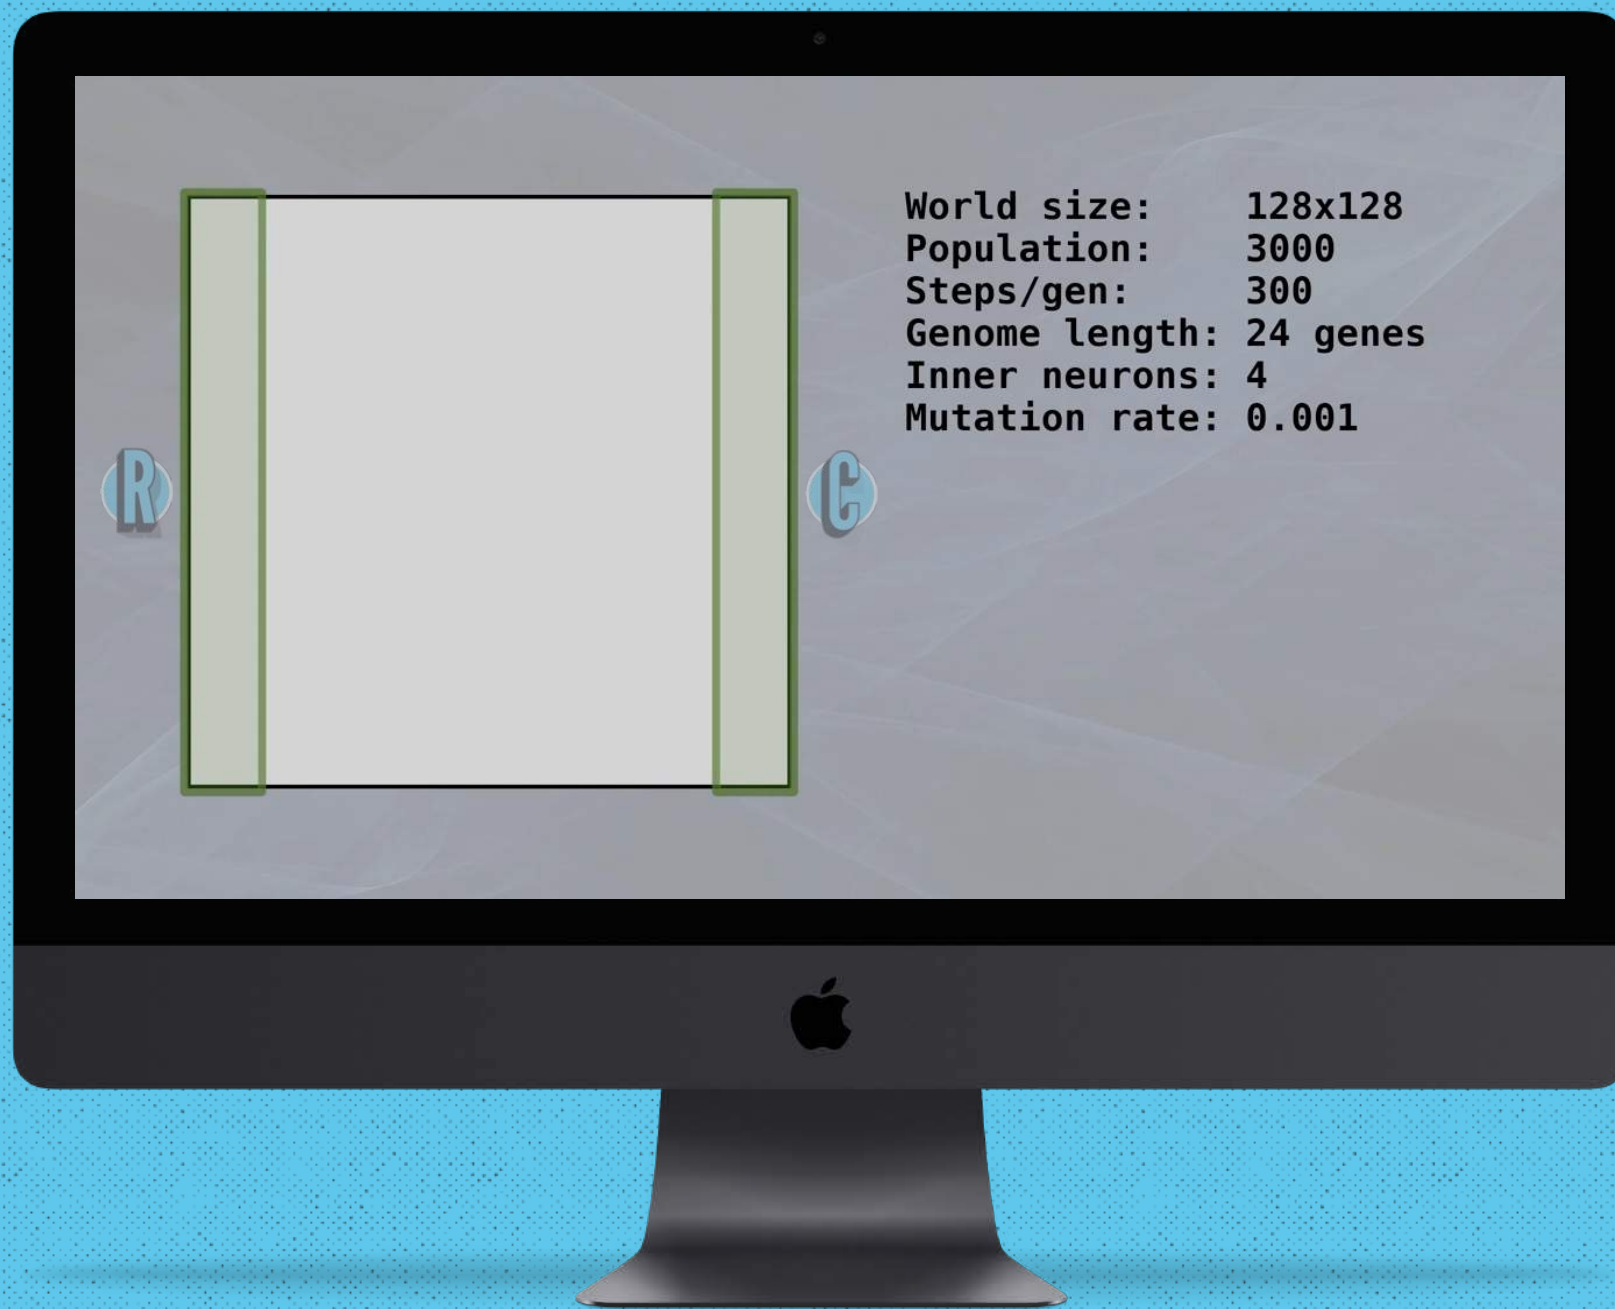 R
C
World size: 128x128
Population: 3000
Steps/gen: 300
Genome length: 24 genes
Inner neurons: 4
Mutation rate: 0.001